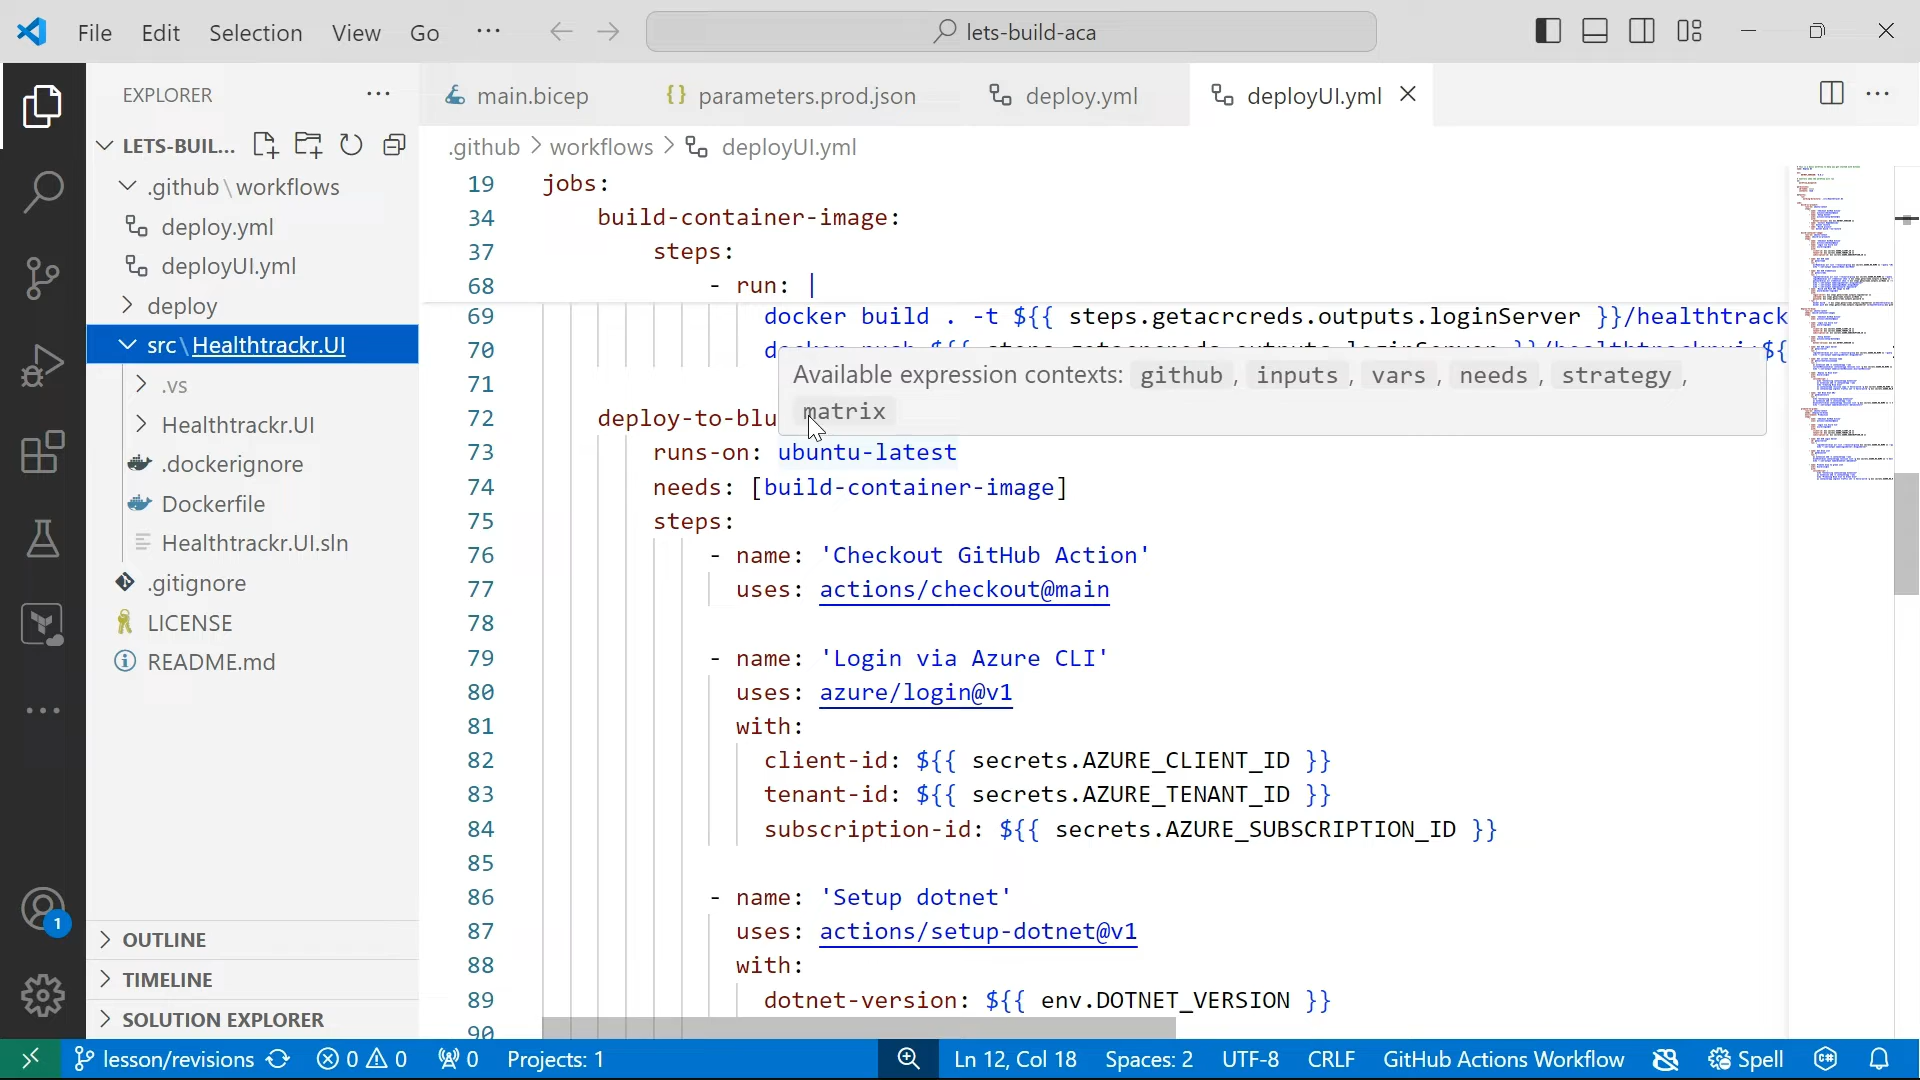 File Edit Selection View Go ··· lets-build-aca
EXPLORER
LETS-BUIL...
.github\workflows
deploy.yml
deployUI.yml
deploy
src\Healthtrackr.UI
.vs
Healthtrackr.UI
.dockerignore
Dockerfile
Healthtrackr.UI.sln
.gitignore
LICENSE
README.md
OUTLINE
TIMELINE
SOLUTION EXPLORER
1
main.bicep {} parameters.prod.json deploy.yml deployUI.yml
.github > workflows > deployUI.yml
19 jobs:
34 build-container-image:
37 steps:
68 - run: |
69 docker build . -t ${{ steps.getacrcreds.outputs.loginServer }}/healthtrack
70
Available expression contexts: github, inputs, vars, needs, strategy,
matrix
71
72 deploy-to-blu
73 runs-on: ubuntu-latest
74 needs: [build-container-image]
75 steps:
76 - name: 'Checkout GitHub Action'
77 uses: actions/checkout@main
78
79 - name: 'Login via Azure CLI'
80 uses: azure/login@v1
81 with:
82 client-id: ${{ secrets.AZURE_CLIENT_ID }}
83 tenant-id: ${{ secrets.AZURE_TENANT_ID }}
84 subscription-id: ${{ secrets.AZURE_SUBSCRIPTION_ID }}
85
86 - name: 'Setup dotnet'
87 uses: actions/setup-dotnet@v1
88 with:
89 dotnet-version: ${{ env.DOTNET_VERSION }}
90
lesson/revisions 0 0 0 Projects: 1 Ln 12, Col 18 Spaces: 2 UTF-8 CRLF GitHub Actions Workflow Spell